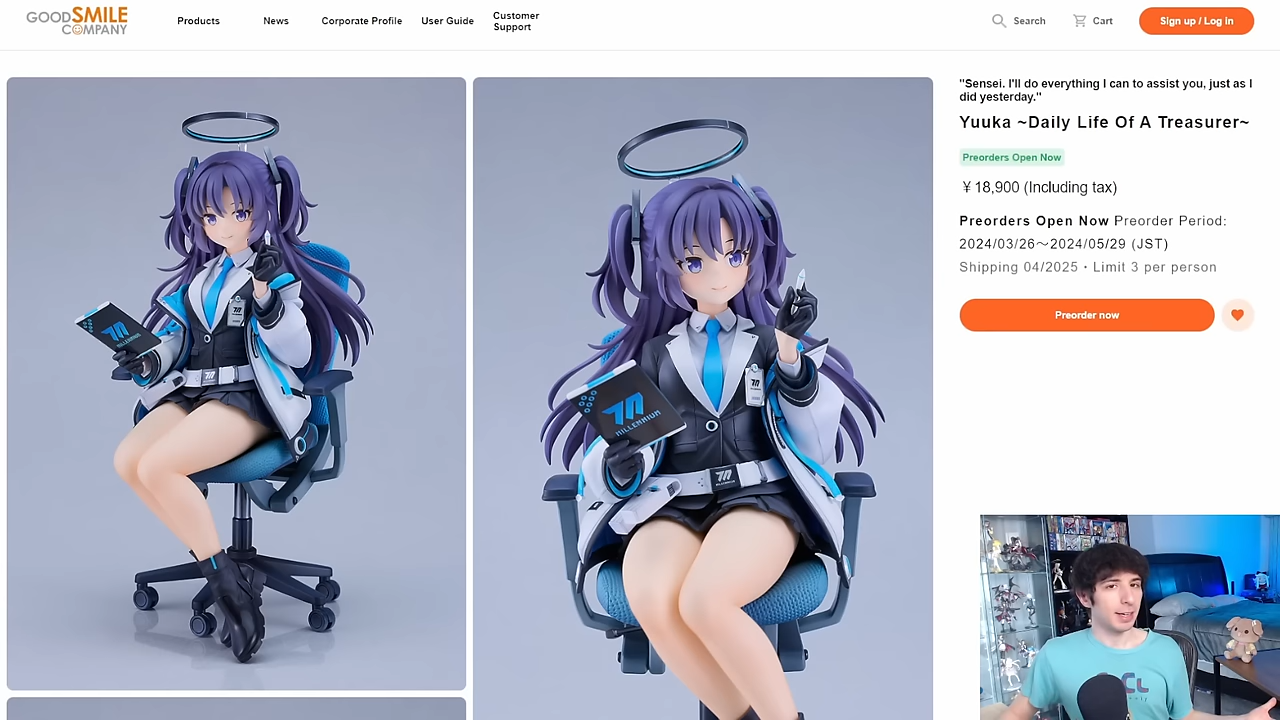 GOODSMILE
COMPANY
Products
News
Corporate Profile
User Guide
Customer
Support
Search
Cart
Sign up / Log in
"Sensei. I'll do everything I can to assist you, just as I
did yesterday."
Yuuka ~Daily Life Of A Treasurer~
Preorders Open Now
¥18,900 (Including tax)
Preorders Open Now Preorder Period:
2024/03/26～2024/05/29 (JST)
Shipping 04/2025・Limit 3 per person
Preorder now
MILLENNIUM
MILLENNIUM